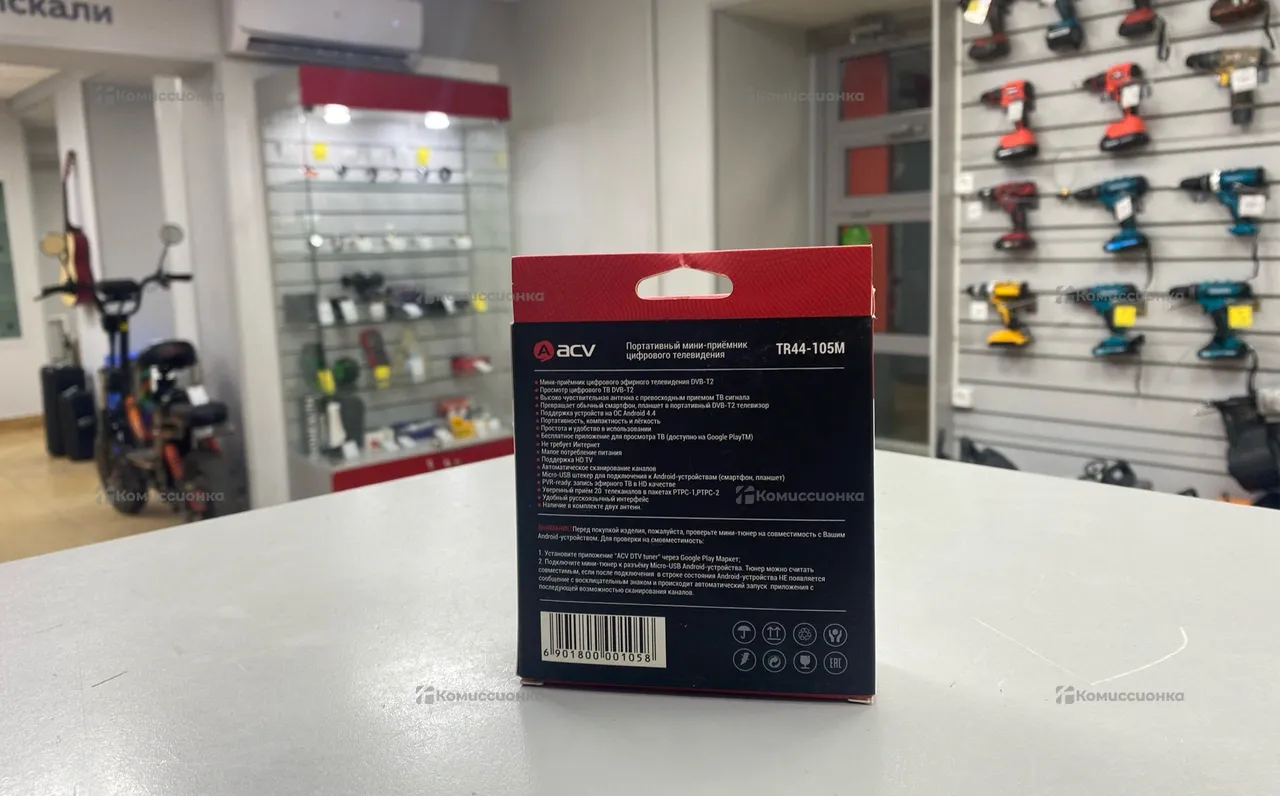 искали
Комиссионка
Комиссионка
Комиссионка
Комиссионка
acv
Портативный мини-приёмник
цифрового телевидения
TR44-105M
Мини-приёмник цифрового эфирного телевидения DVB-T2
Просмотр цифрового ТВ DVB-T2
Высоко чувствительная антенна с превосходным приемом ТВ сигнала
Превращает обычный смартфон, планшет в портативный DVB-T2 телевизор
Поддержка устройств на ОС Android 4.4
Портативность, компактность и лёгкость
Простота и удобство в использовании
Бесплатное приложение для просмотра ТВ (доступно на Google PlayTM)
Не требует Интернет
Малое потребление питания
Поддержка HD TV
Автоматическое сканирование каналов
Micro-USB штекер для подключения к Android-устройствам (смартфон, планшет)
PVR-ready: запись эфирного ТВ в HD качестве
Уверенный приём 20 телеканалов в пакетах РТРС-1,РТРС-2
Удобный русскоязычный интерфейс
Наличие в комплекте двух антенн.
Комиссионка
Комиссионка
ВНИМАНИЕ! Перед покупкой изделия, пожалуйста, проверьте мини-тюнер на совместимость с Вашим
Android-устройством. Для проверки на смовместимость:
1. Установите приложение "ACV DTV tuner" через Google Play Маркет;
2. Подключите мини-тюнер к разъёму Micro-USB Android-устройства. Тюнер можно считать
совместимым, если после подключения в строке состояния Android-устройства НЕ появляется
сообщение с восклицательным знаком и происходит автоматический запуск приложения с
последующей возможностью сканирования каналов.
6 901800 001058
EAC
Комиссионка
Комиссионка